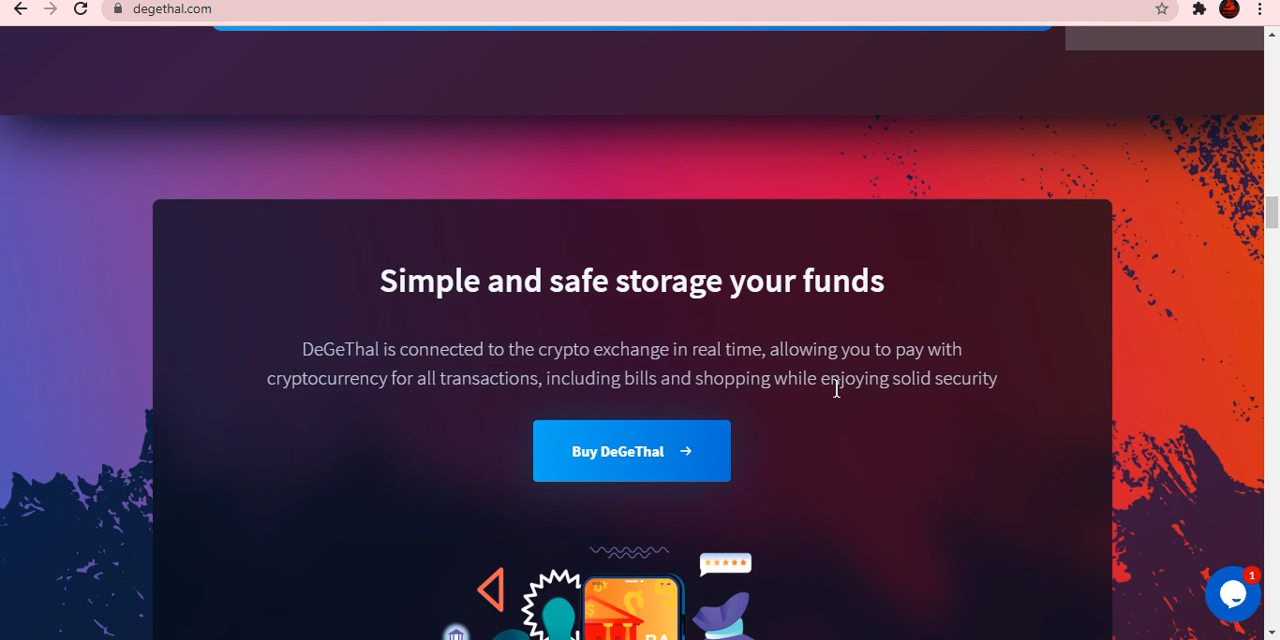 degethal.com
Simple and safe storage your funds
DeGeThal is connected to the crypto exchange in real time, allowing you to pay with
cryptocurrency for all transactions, including bills and shopping while enjoying solid security
Buy DeGeThal
BA
1